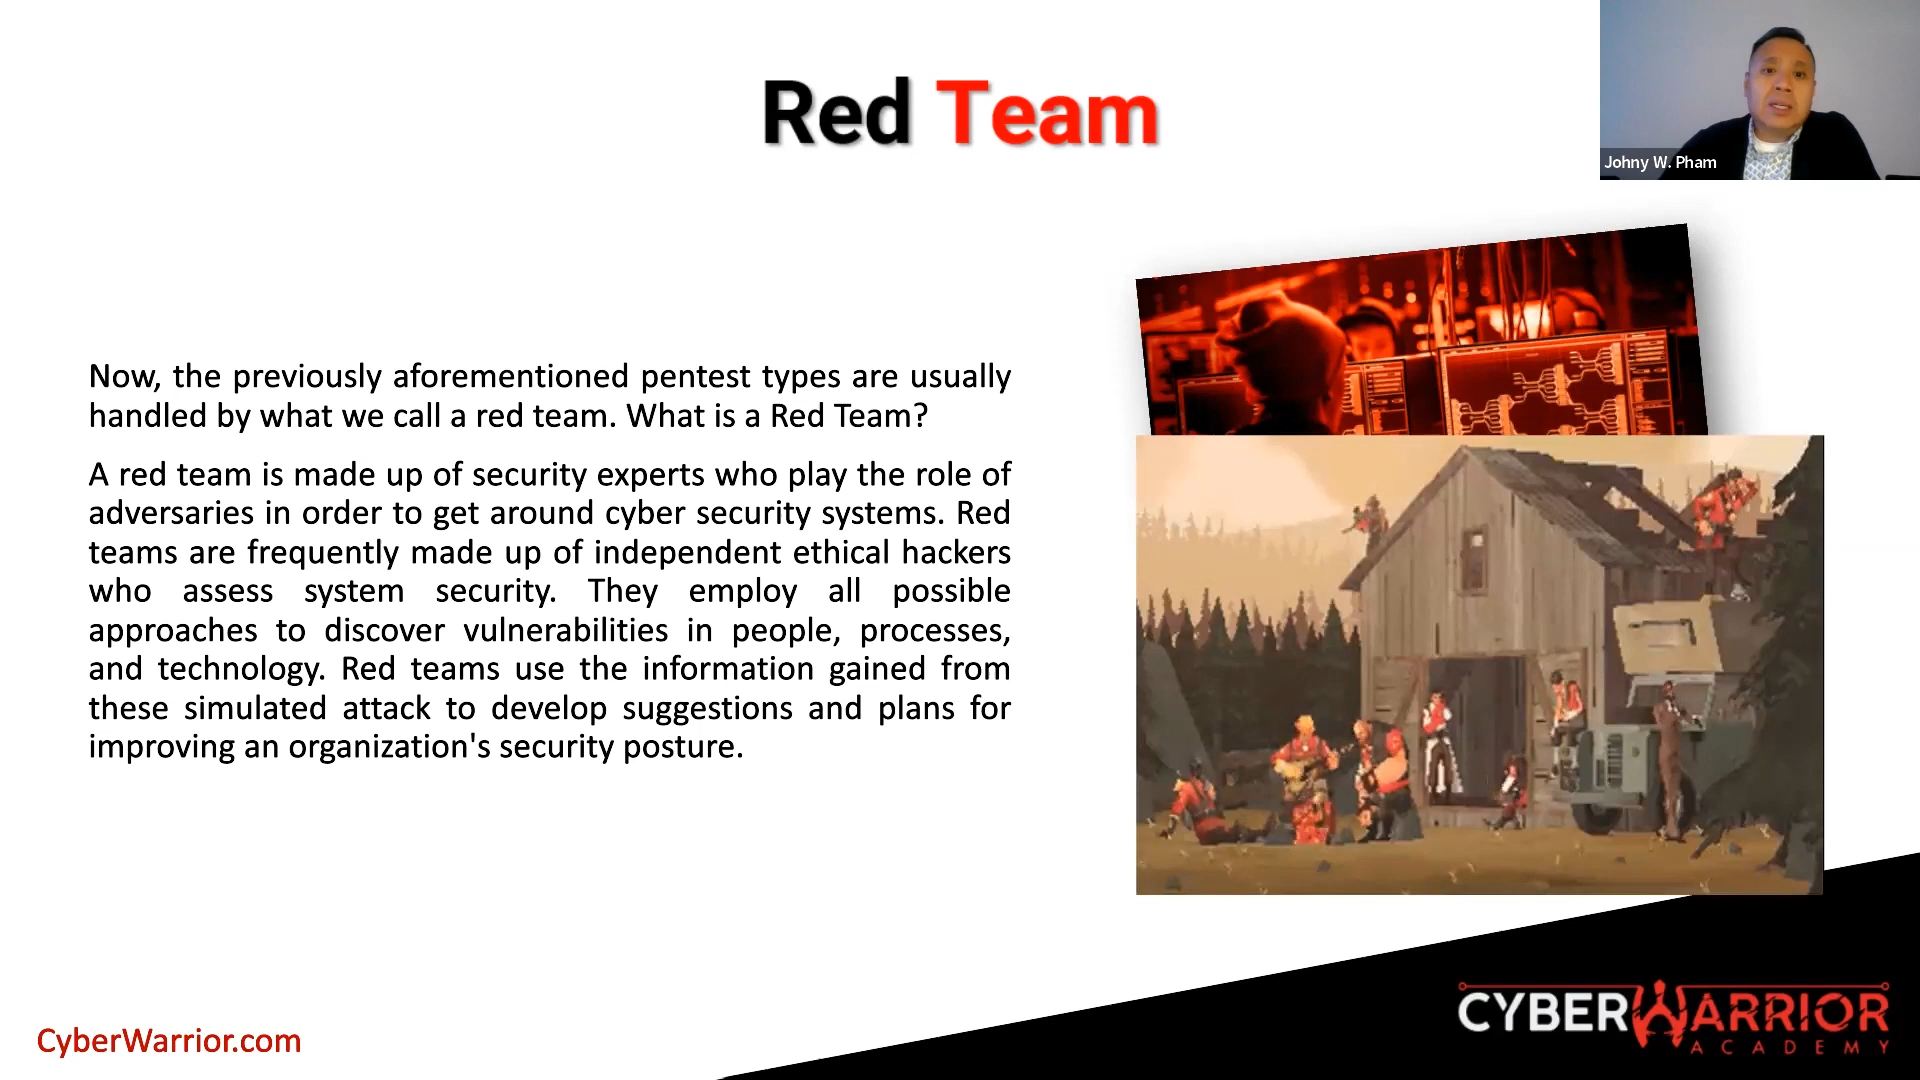 Red Team
Johny W. Pham
Now, the previously aforementioned pentest types are usually
handled by what we call a red team. What is a Red Team?
A red team is made up of security experts who play the role of
adversaries in order to get around cyber security systems. Red
teams are frequently made up of independent ethical hackers
who assess system security. They employ all possible
approaches to discover vulnerabilities in people, processes,
and technology. Red teams use the information gained from
these simulated attack to develop suggestions and plans for
improving an organization's security posture.
CyberWarrior.com
CYBERWARRIOR
ACADEMY